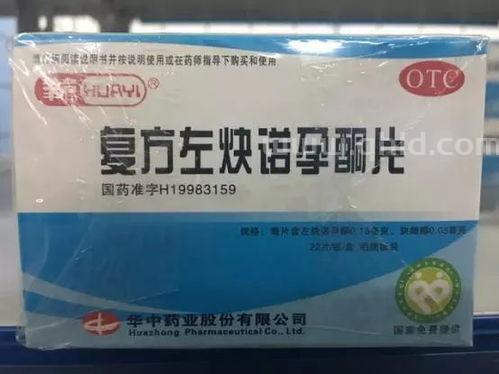 请仔细阅读说明书并按说明使用或在药师指导下购买和使用
华意 HUAYI
OTC
复方左炔诺孕酮片
国药准字H19983159
规格：每片含左炔诺孕酮0.15毫克，炔雌醇0.03毫克
22片/板/盒 铝塑板装
华中药业股份有限公司
Huazhong Pharmaceutical Co., Ltd.
国家免费提供